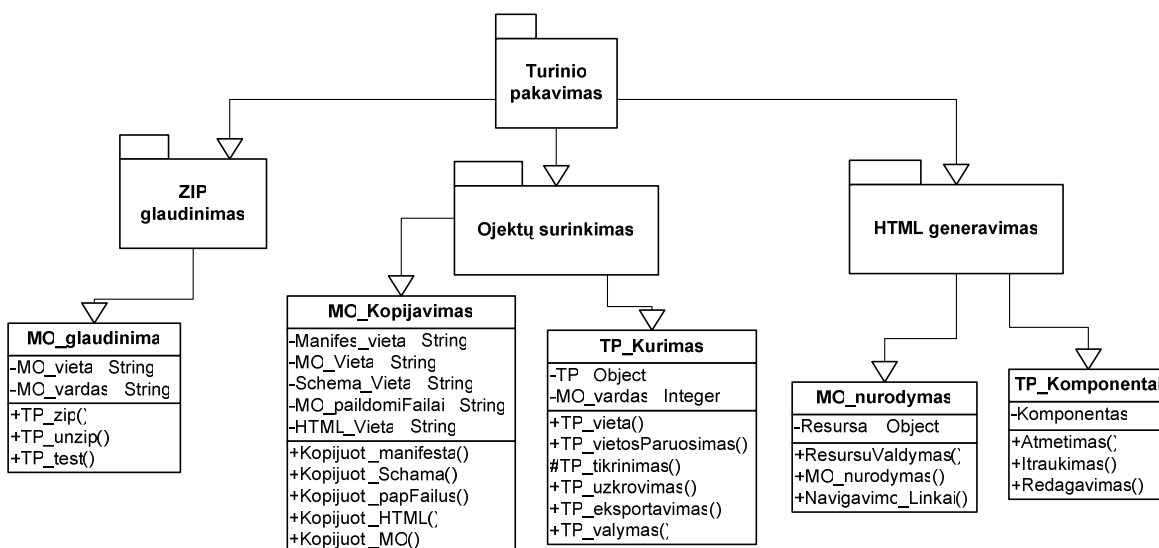 Turinio
pakavimas
ZIP
glaudinimas
Ojektų surinkimas
HTML generavimas
MO_glaudinima
-MO_vieta String
-MO_vardas String
+TP_zip()
+TP_unzip()
+TP_test()
MO_Kopijavimas
-Manifes_vieta String
-MO_Vieta String
-Schema_Vieta String
-MO_paildomiFailai String
-HTML_Vieta String
+Kopijuot_manifesta()
+Kopijuot_Schama()
+Kopijuot_papFailus()
+Kopijuot_HTML()
+Kopijuot_MO()
TP_Kurimas
-TP Object
-MO_vardas Integer
+TP_vieta()
+TP_vietosParuosimas()
#TP_tikrinimas()
+TP_uzkrovimas()
+TP_eksportavimas()
+TP_valymas()
MO_nurodymas
-Resursa Object
+ResursuValdymas()
+MO_nurodymas()
+Navigavimo_Linkai()
TP_Komponentai
-Komponentas
+Atmetimas()
+Itraukimas()
+Redagavimas()